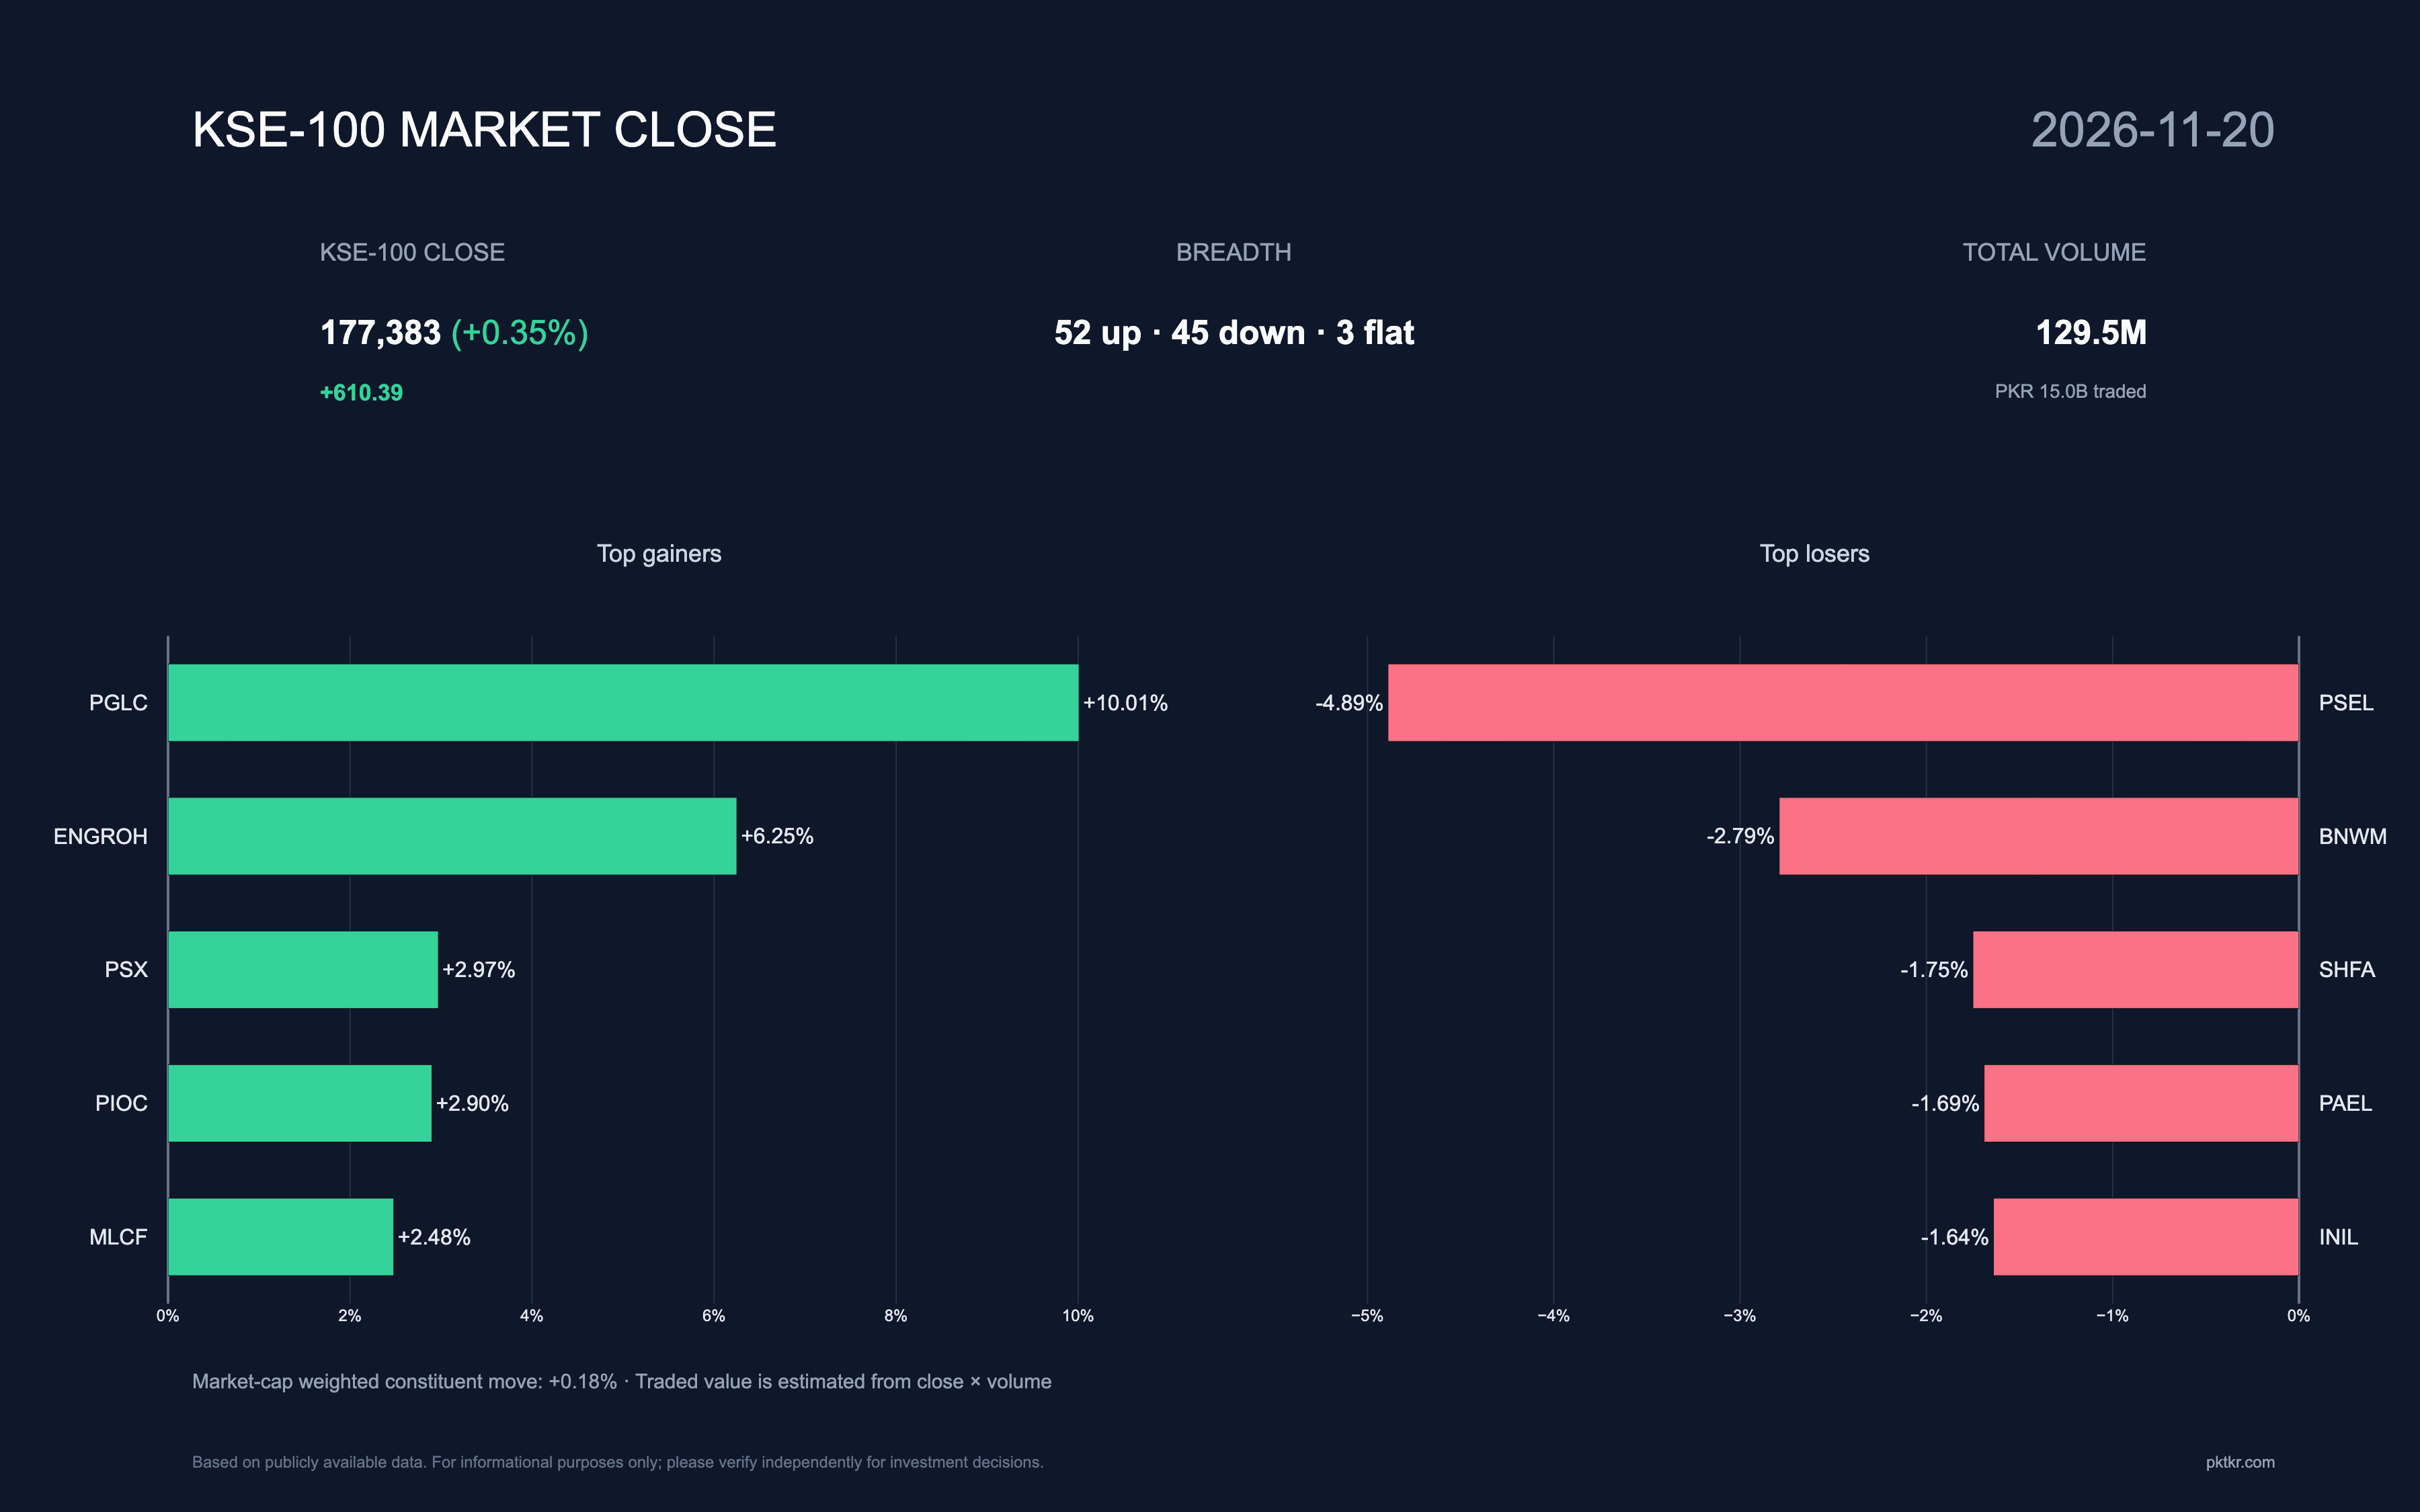 KSE-100 MARKET CLOSE
2026-11-20
KSE-100 CLOSE
177,383 (+0.35%)
+610.39
BREADTH
52 up · 45 down · 3 flat
TOTAL VOLUME
129.5M
PKR 15.0B traded
Top gainers
PGLC +10.01%
ENGROH +6.25%
PSX +2.97%
PIOC +2.90%
MLCF +2.48%
0% 2% 4% 6% 8% 10%
Top losers
-4.89% PSEL
-2.79% BNWM
-1.75% SHFA
-1.69% PAEL
-1.64% INIL
−5% −4% −3% −2% −1% 0%
Market-cap weighted constituent move: +0.18% · Traded value is estimated from close × volume
Based on publicly available data. For informational purposes only; please verify independently for investment decisions.
pktkr.com